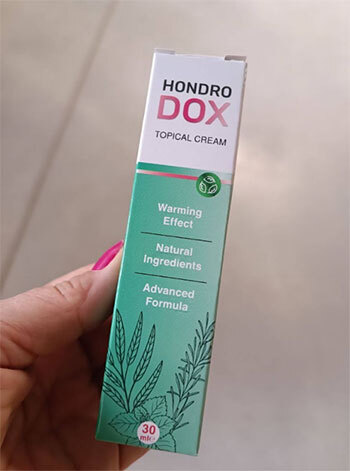 HONDRO
DOX
TOPICAL CREAM
Warming
Effect
Natural
Ingredients
Advanced
Formula
30
ml℮